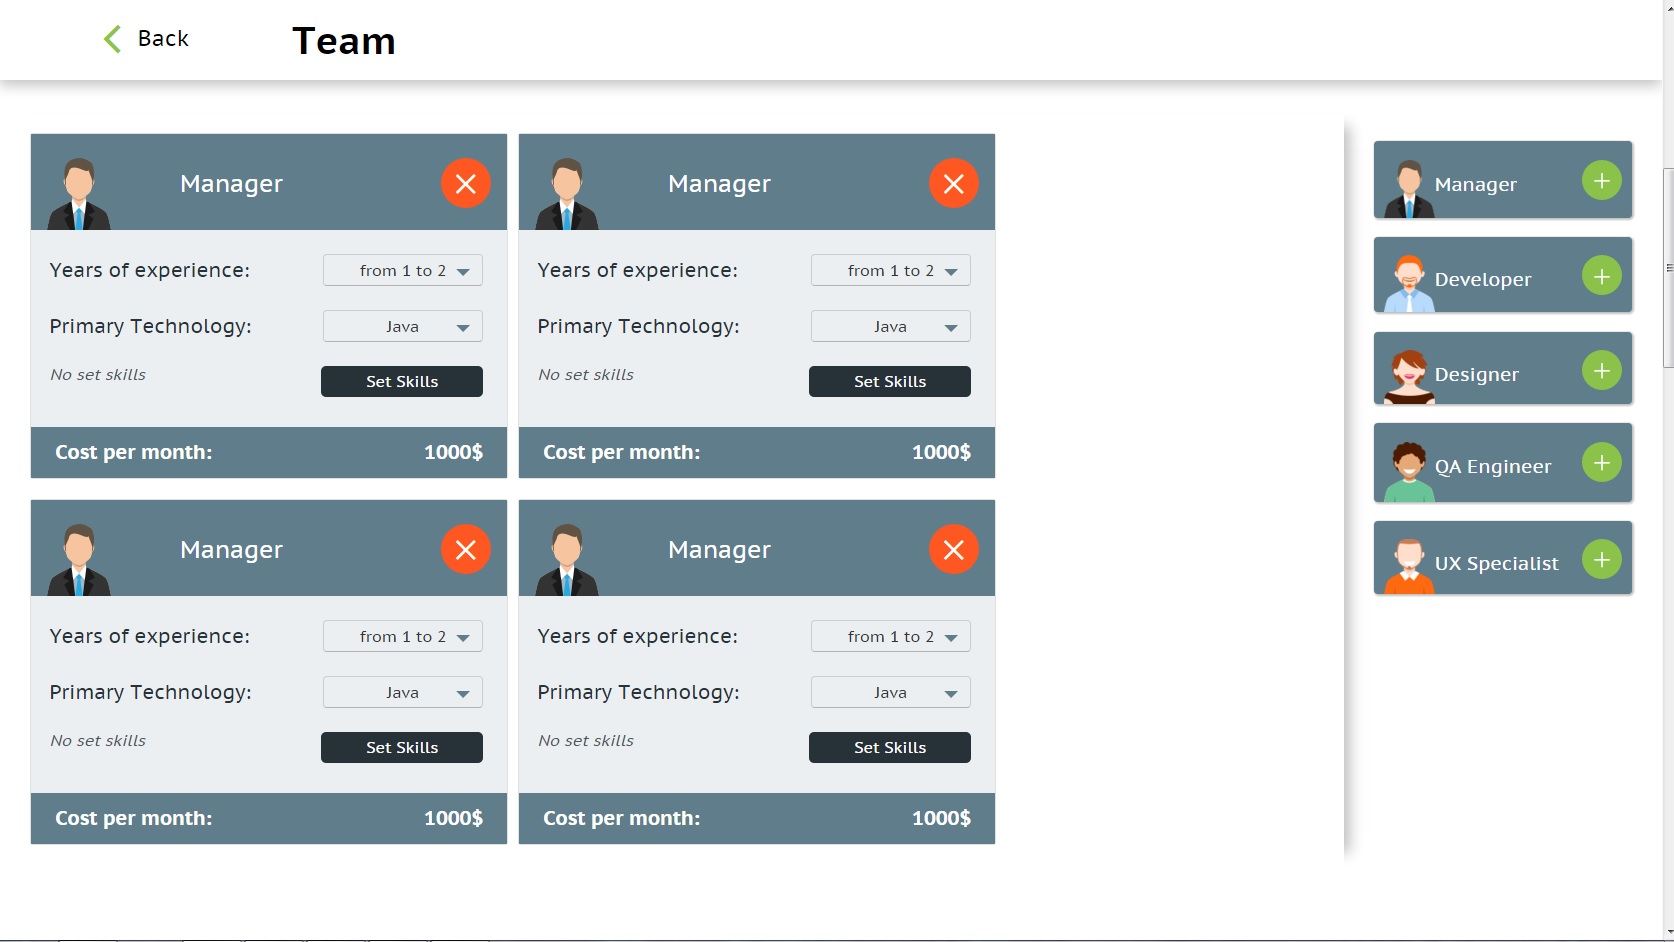 Back
Team
Manager
Years of experience:
from 1 to 2
Primary Technology:
Java
No set skills
Set Skills
Cost per month:
1000$
Manager
Years of experience:
from 1 to 2
Primary Technology:
Java
No set skills
Set Skills
Cost per month:
1000$
Manager
Years of experience:
from 1 to 2
Primary Technology:
Java
No set skills
Set Skills
Cost per month:
1000$
Manager
Years of experience:
from 1 to 2
Primary Technology:
Java
No set skills
Set Skills
Cost per month:
1000$
Manager
Developer
Designer
QA Engineer
UX Specialist